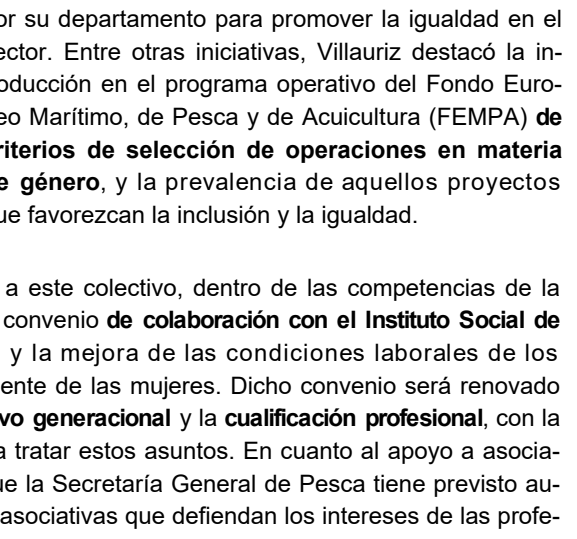 or su departamento para promover la igualdad en el
ector. Entre otras iniciativas, Villauriz destacó la in-
oducción en el programa operativo del Fondo Euro-
eo Marítimo, de Pesca y de Acuicultura (FEMPA) de
riterios de selección de operaciones en materia
e género, y la prevalencia de aquellos proyectos
ue favorezcan la inclusión y la igualdad.
a este colectivo, dentro de las competencias de la
convenio de colaboración con el Instituto Social de
y la mejora de las condiciones laborales de los
ente de las mujeres. Dicho convenio será renovado
vo generacional y la cualificación profesional, con la
a tratar estos asuntos. En cuanto al apoyo a asocia-
ue la Secretaría General de Pesca tiene previsto au-
asociativas que defiendan los intereses de las profe-